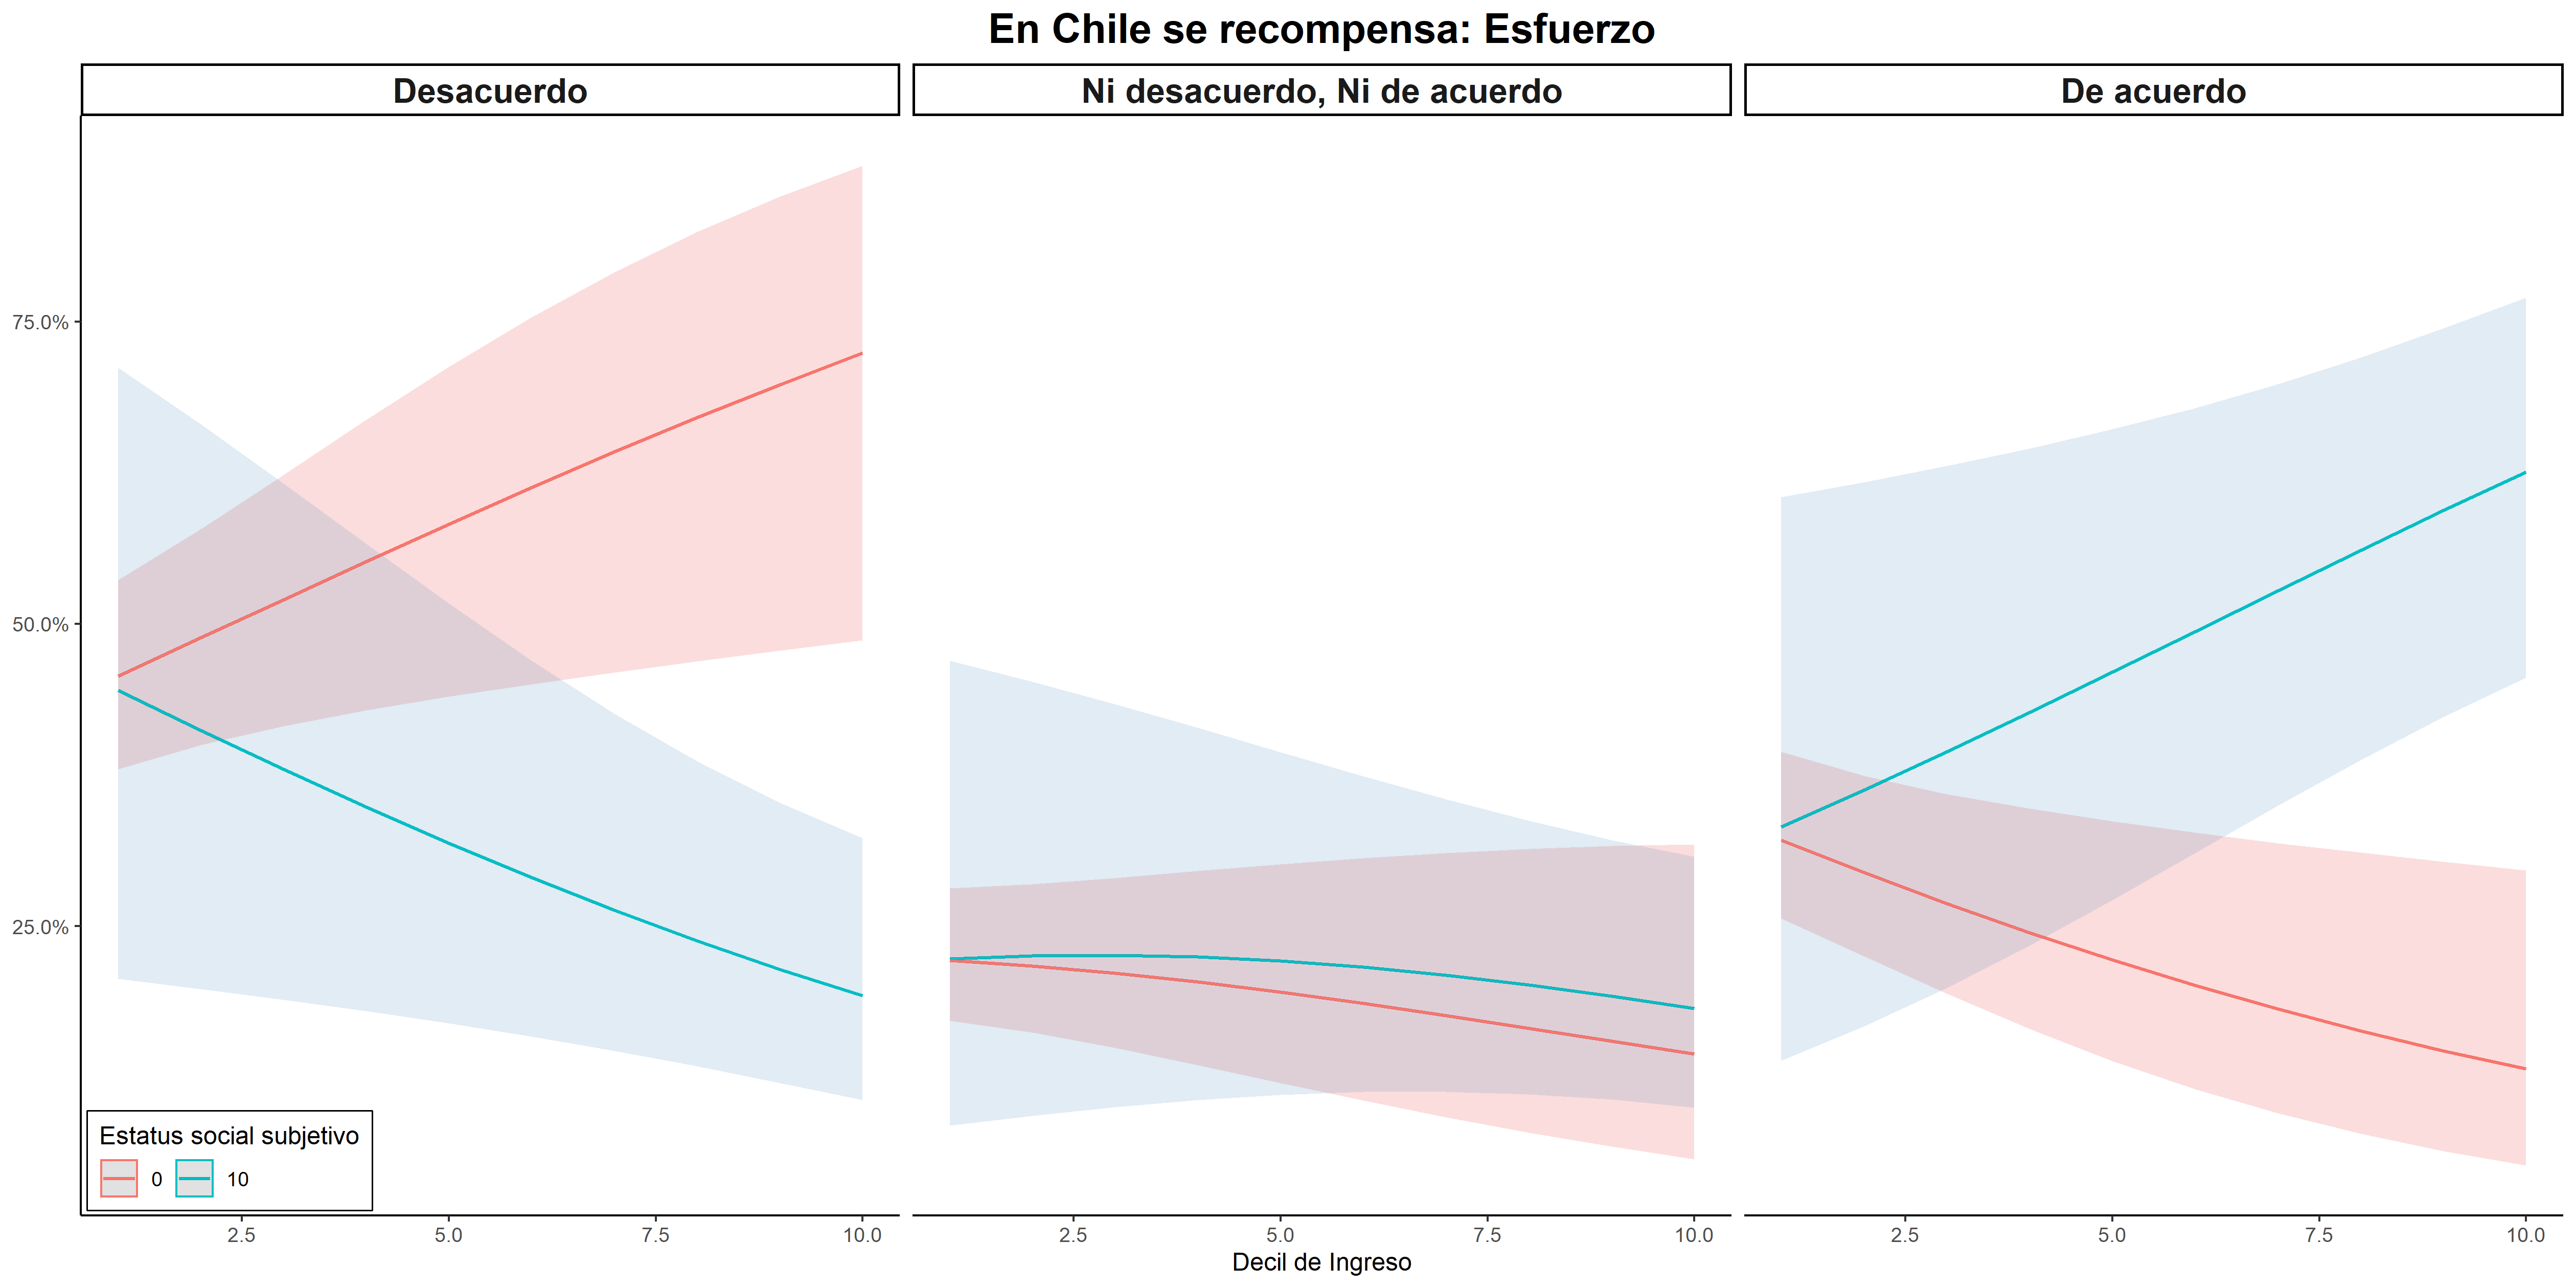 En Chile se recompensa: Esfuerzo
Desacuerdo
Ni desacuerdo, Ni de acuerdo
De acuerdo
75.0%
50.0%
25.0%
Estatus social subjetivo
0 10
2.5 5.0 7.5 10.0
2.5 5.0 7.5 10.0
2.5 5.0 7.5 10.0
Decil de Ingreso